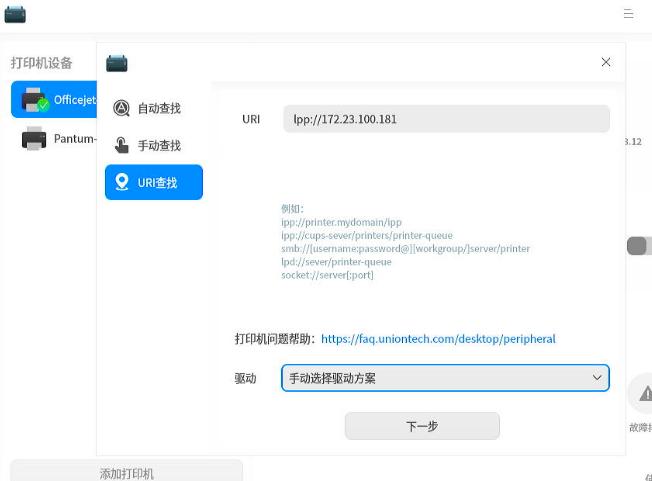 打印机设备
Officejet
Pantum-
自动查找
手动查找
URI查找
URI
lpp://172.23.100.181
例如：
ipp://printer.mydomain/ipp
ipp://cups-sever/printers/printer-queue
smb://[username:password@][workgroup/]server/printer
lpd://sever/printer-queue
socket://server[:port]
打印机问题帮助：https://faq.uniontech.com/desktop/peripheral
驱动
手动选择驱动方案
下一步
3.12
故障排
添加打印机